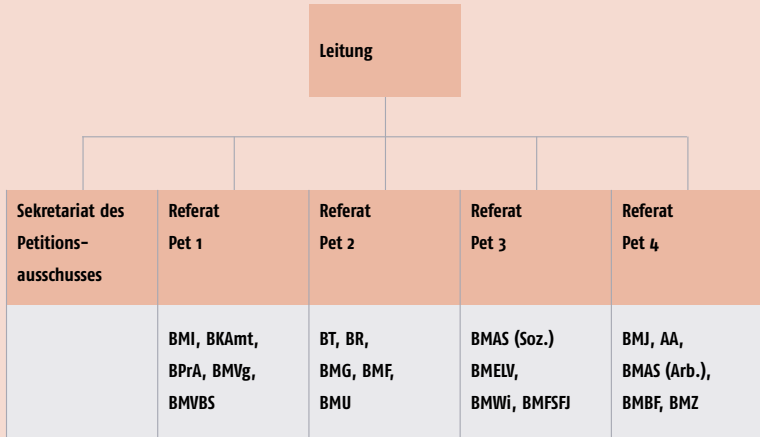 Leitung
Sekretariat des
Petitions-
ausschusses
Referat
Pet 1
Referat
Pet 2
Referat
Pet 3
Referat
Pet 4
BMI, BKAmt,
BPrA, BMVg,
BMVBS
BT, BR,
BMG, BMF,
BMU
BMAS (Soz.)
BMELV,
BMWi, BMFSFJ
BMJ, AA,
BMAS (Arb.),
BMBF, BMZ